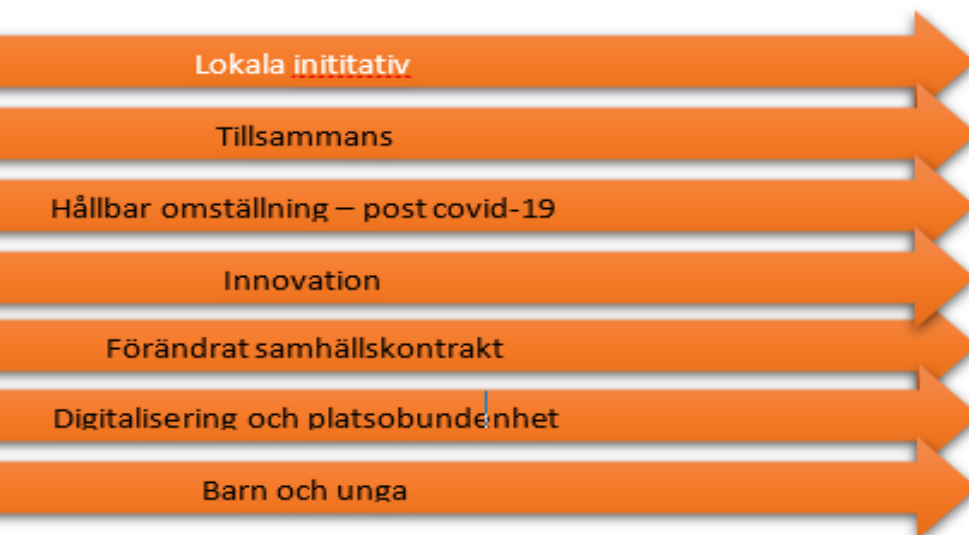 Lokala inititativ
Tillsammans
Hållbar omställning – post covid-19
Innovation
Förändrat samhällskontrakt
Digitalisering och platsobundenhet
Barn och unga